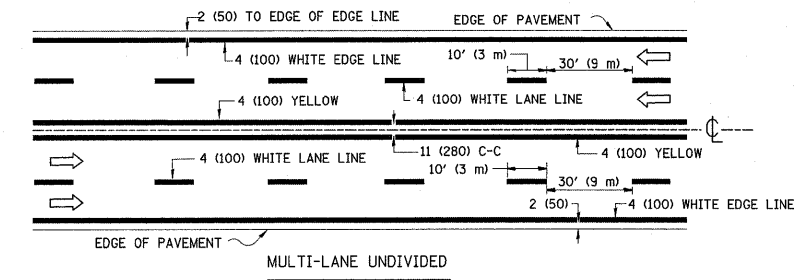 2 (50) TO EDGE OF EDGE LINE
EDGE OF PAVEMENT
4 (100) WHITE EDGE LINE
10' (3 m)
30' (9 m)
4 (100) YELLOW
4 (100) WHITE LANE LINE
℄
4 (100) WHITE LANE LINE
11 (280) C-C
4 (100) YELLOW
10' (3 m)
30' (9 m)
2 (50)
4 (100) WHITE EDGE LINE
EDGE OF PAVEMENT
MULTI-LANE UNDIVIDED